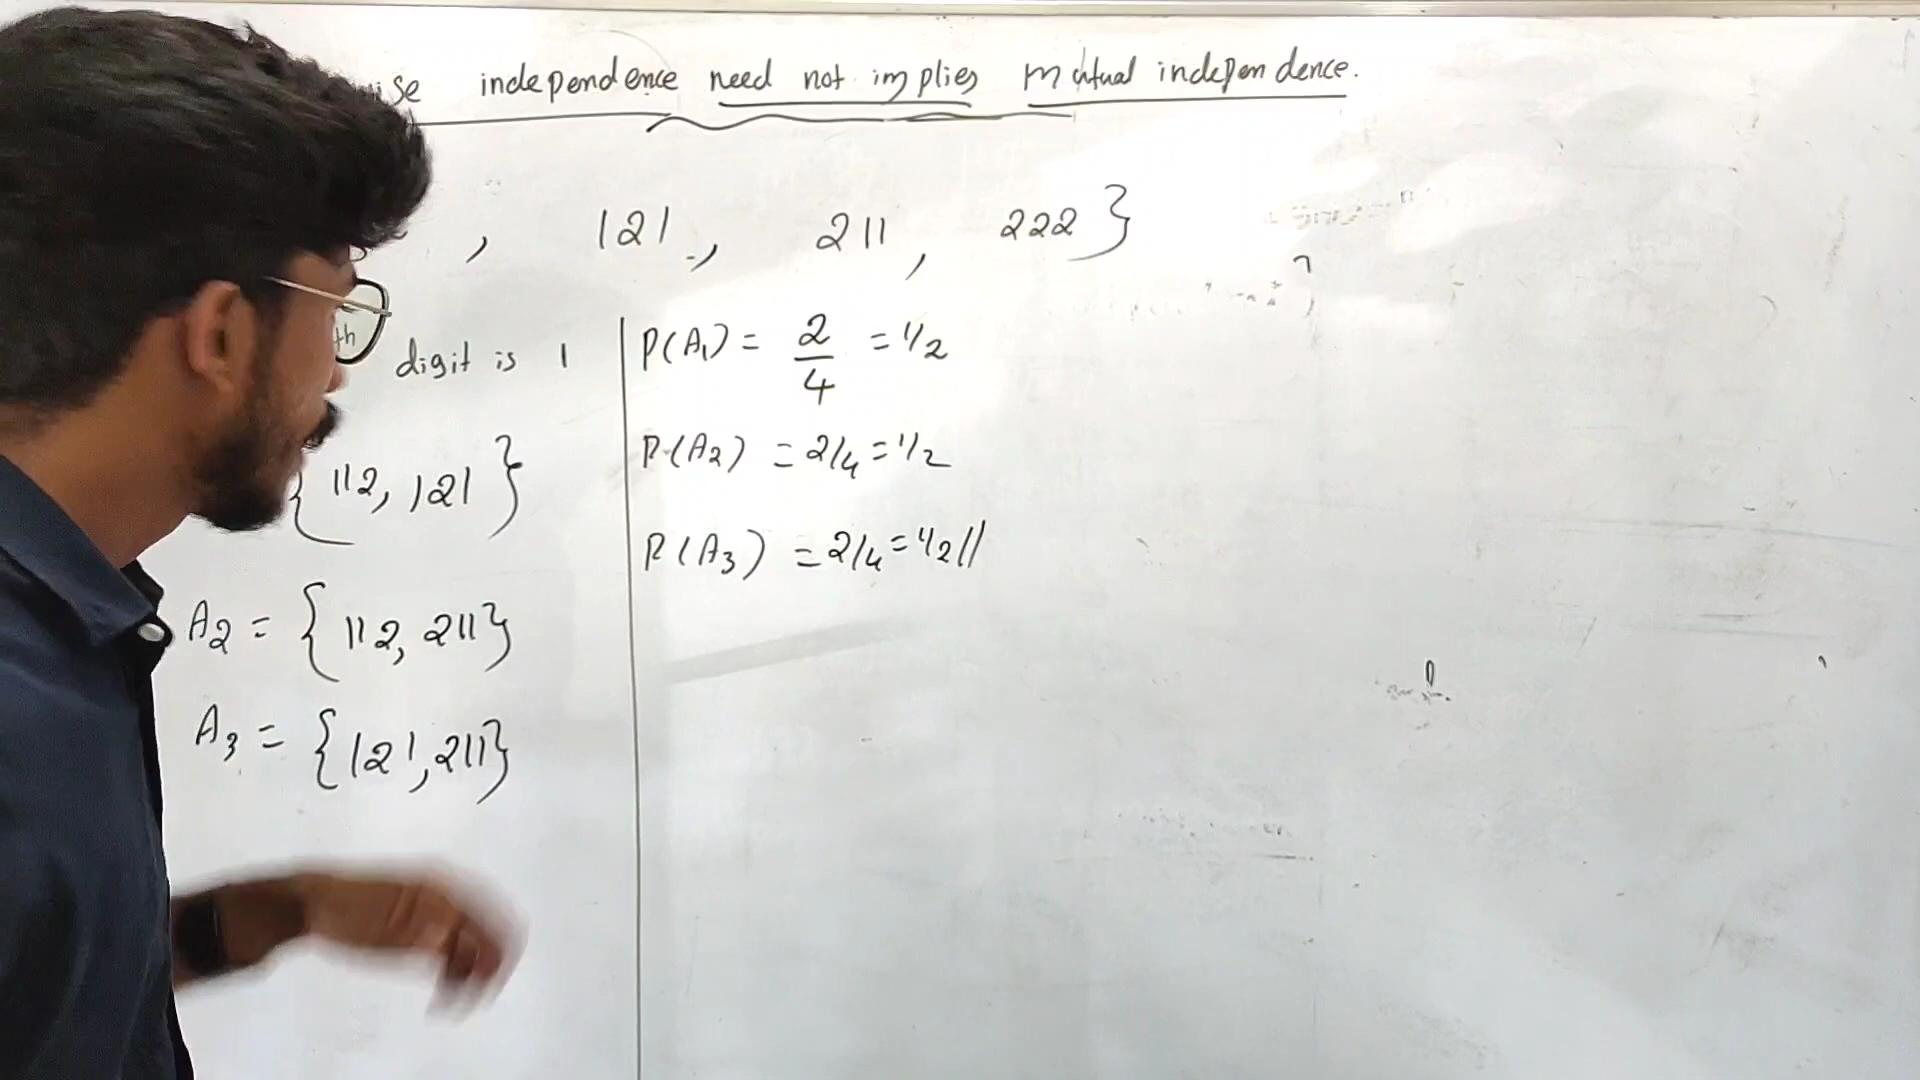 ise independence need not implies mutual independence.
, 121, 211, 222}
th digit is 1
P(A1) = 2/4 = 1/2
{112, 121}
P(A2) = 2/4 = 1/2
P(A3) = 2/4 = 1/2 //
A2 = {112, 211}
A3 = {121, 211}